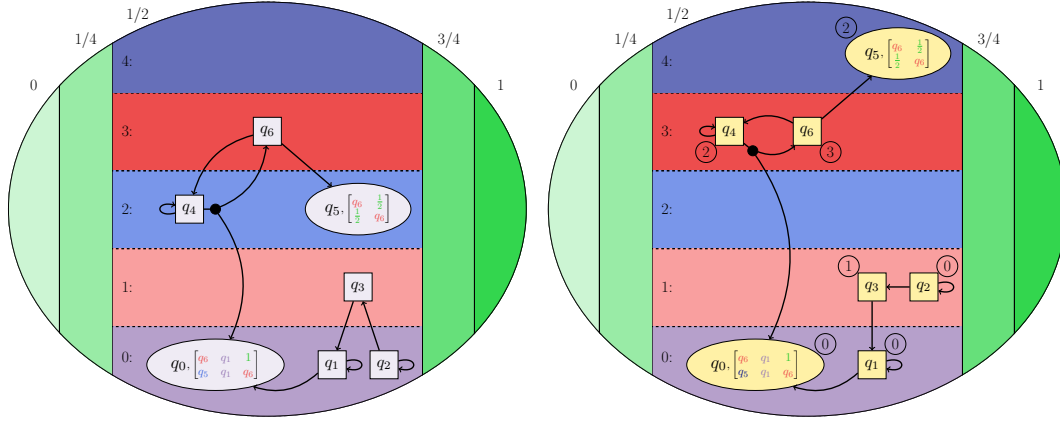 1/2
1/4
3/4
0
1
4:
3:
2:
1:
0:
q₆
q₄
q₅, [q₆ 1/2
1/2 q₆]
q₃
q₀, [q₆ q₁ 1
q₅ q₁ q₆]
q₁
q₂
1/2
1/4
3/4
0
1
4:
3:
2:
1:
0:
2
q₅, [q₆ 1/2
1/2 q₆]
q₄
q₆
2
3
1
0
q₃
q₂
q₀, [q₆ q₁ 1
q₅ q₁ q₆]
0
0
q₁